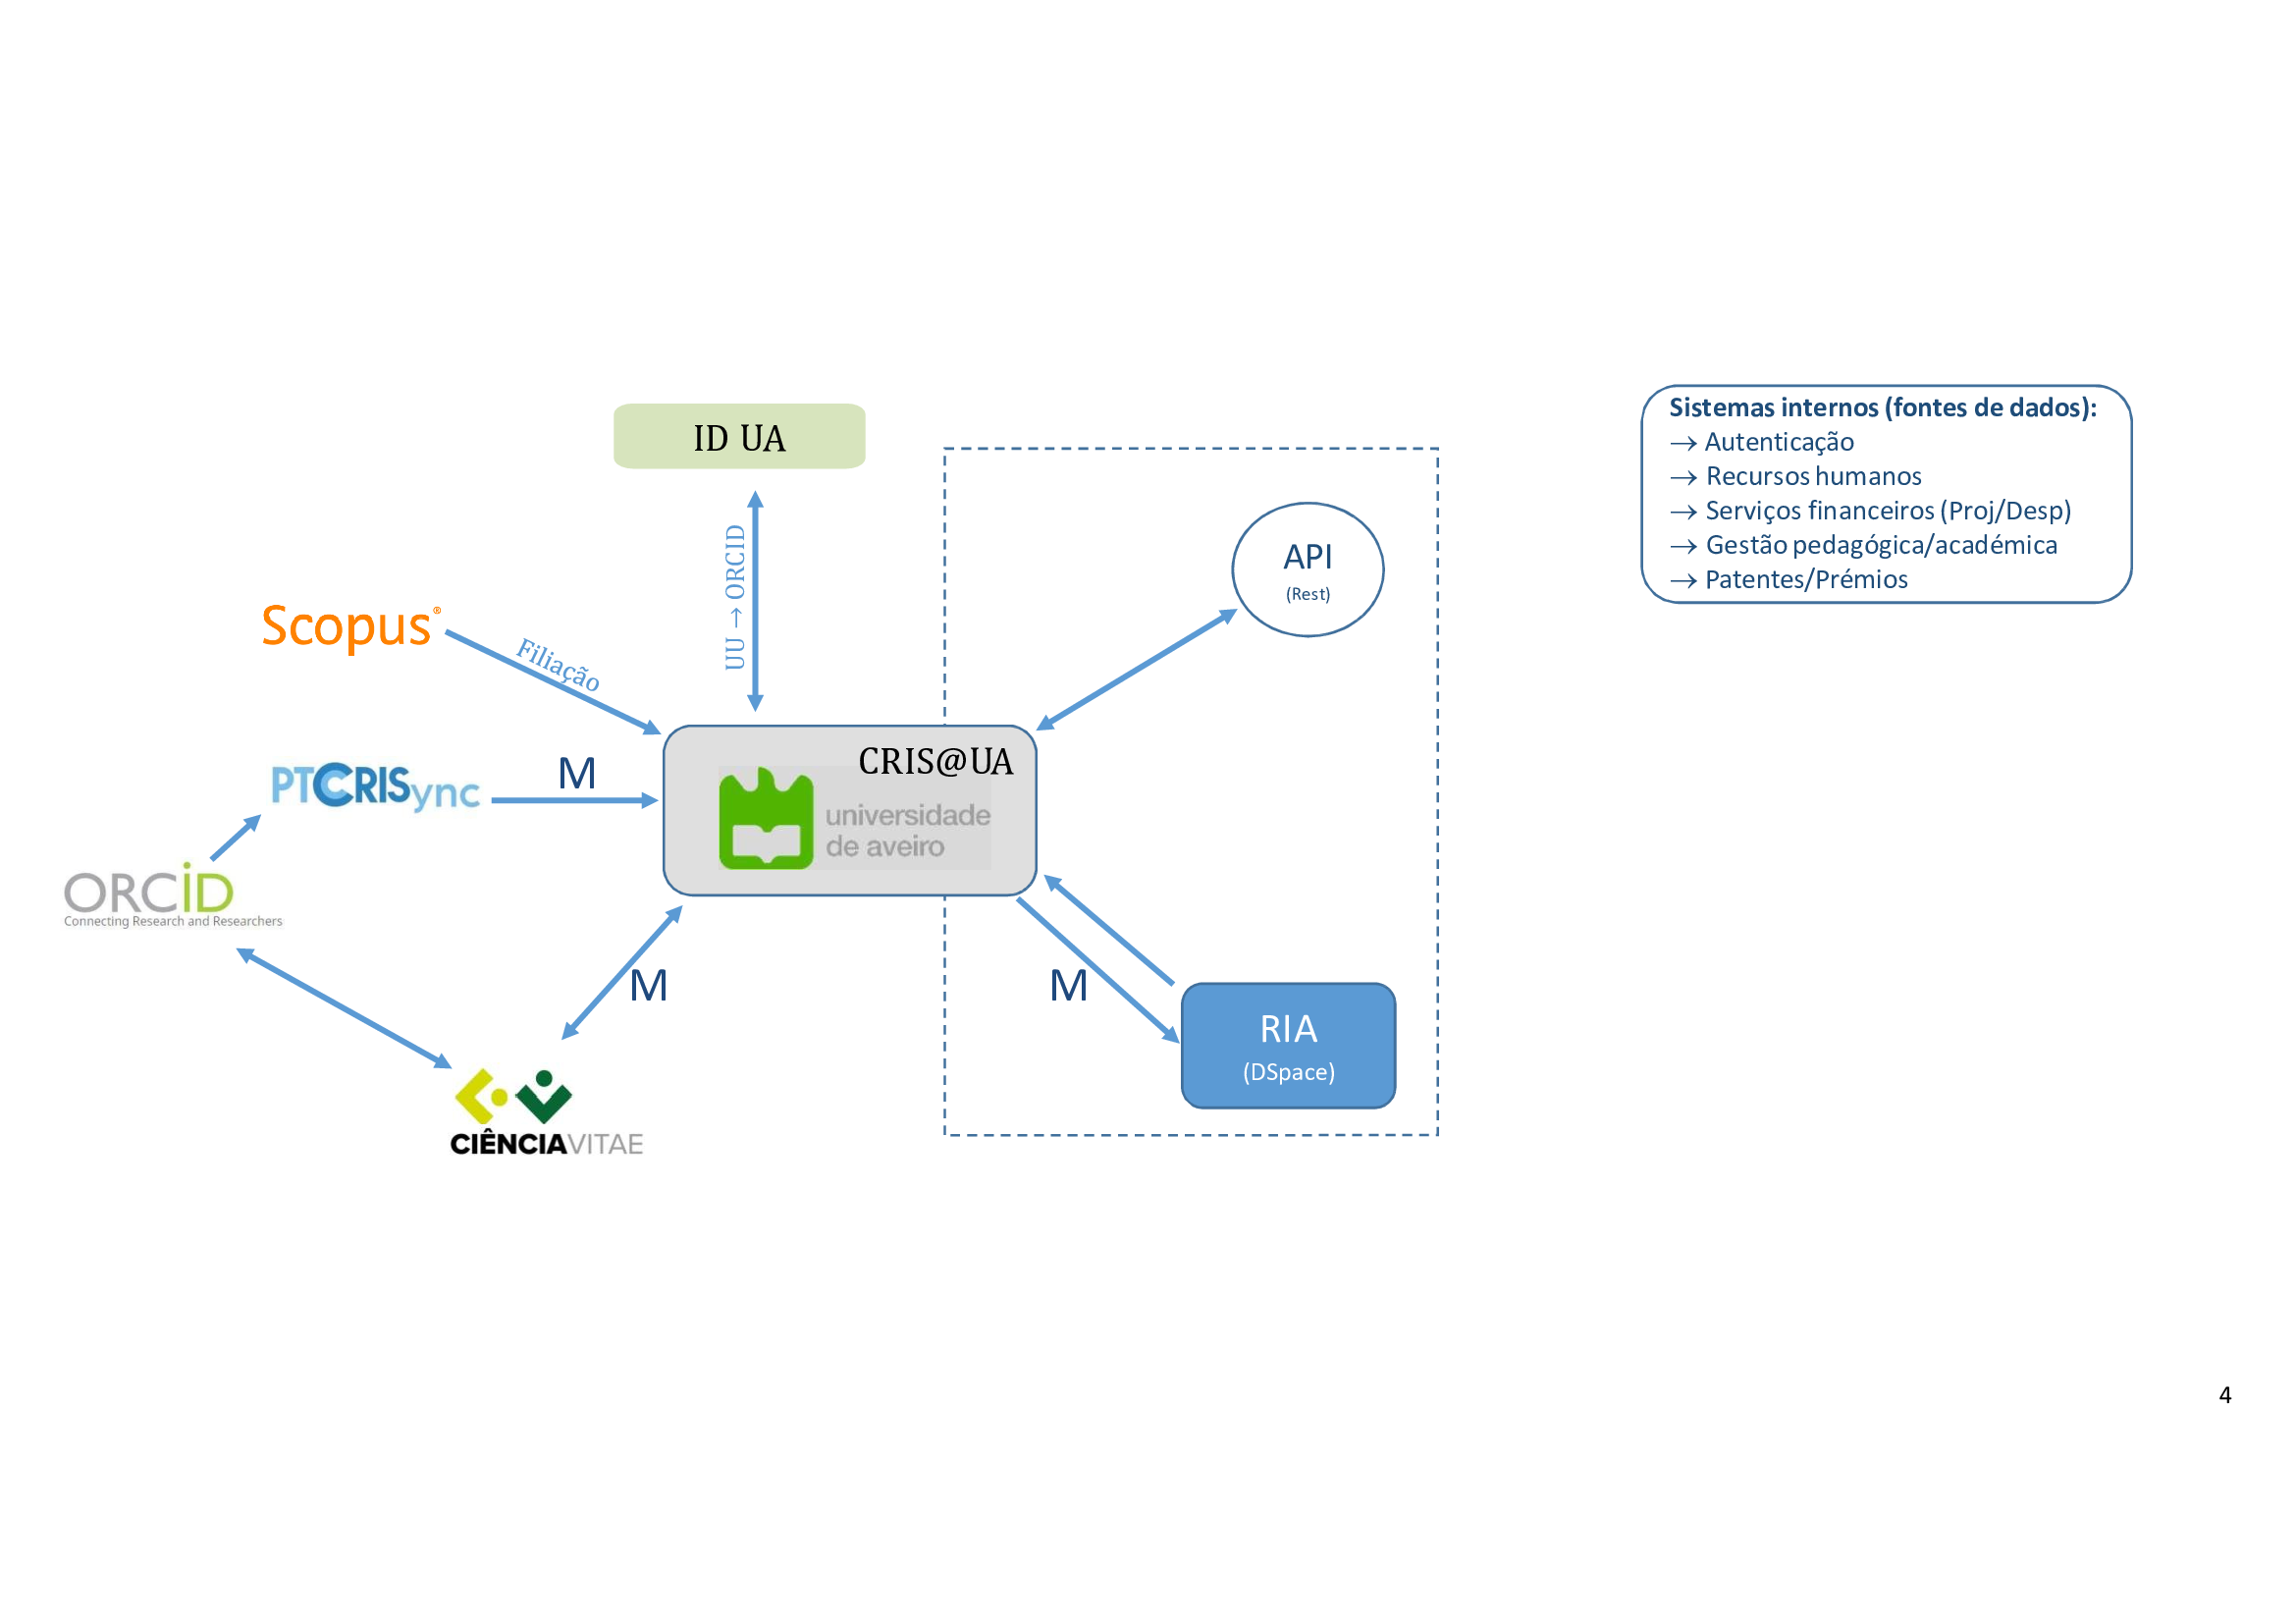 ID UA
UU → ORCID
Scopus®
Filiação
PTCRISync
M
ORCID
Connecting Research and Researchers
CRIS@UA
universidade
de aveiro
M
CIÊNCIAVITAE
API
(Rest)
M
RIA
(DSpace)
Sistemas internos (fontes de dados):
→ Autenticação
→ Recursos humanos
→ Serviços financeiros (Proj/Desp)
→ Gestão pedagógica/académica
→ Patentes/Prémios
4